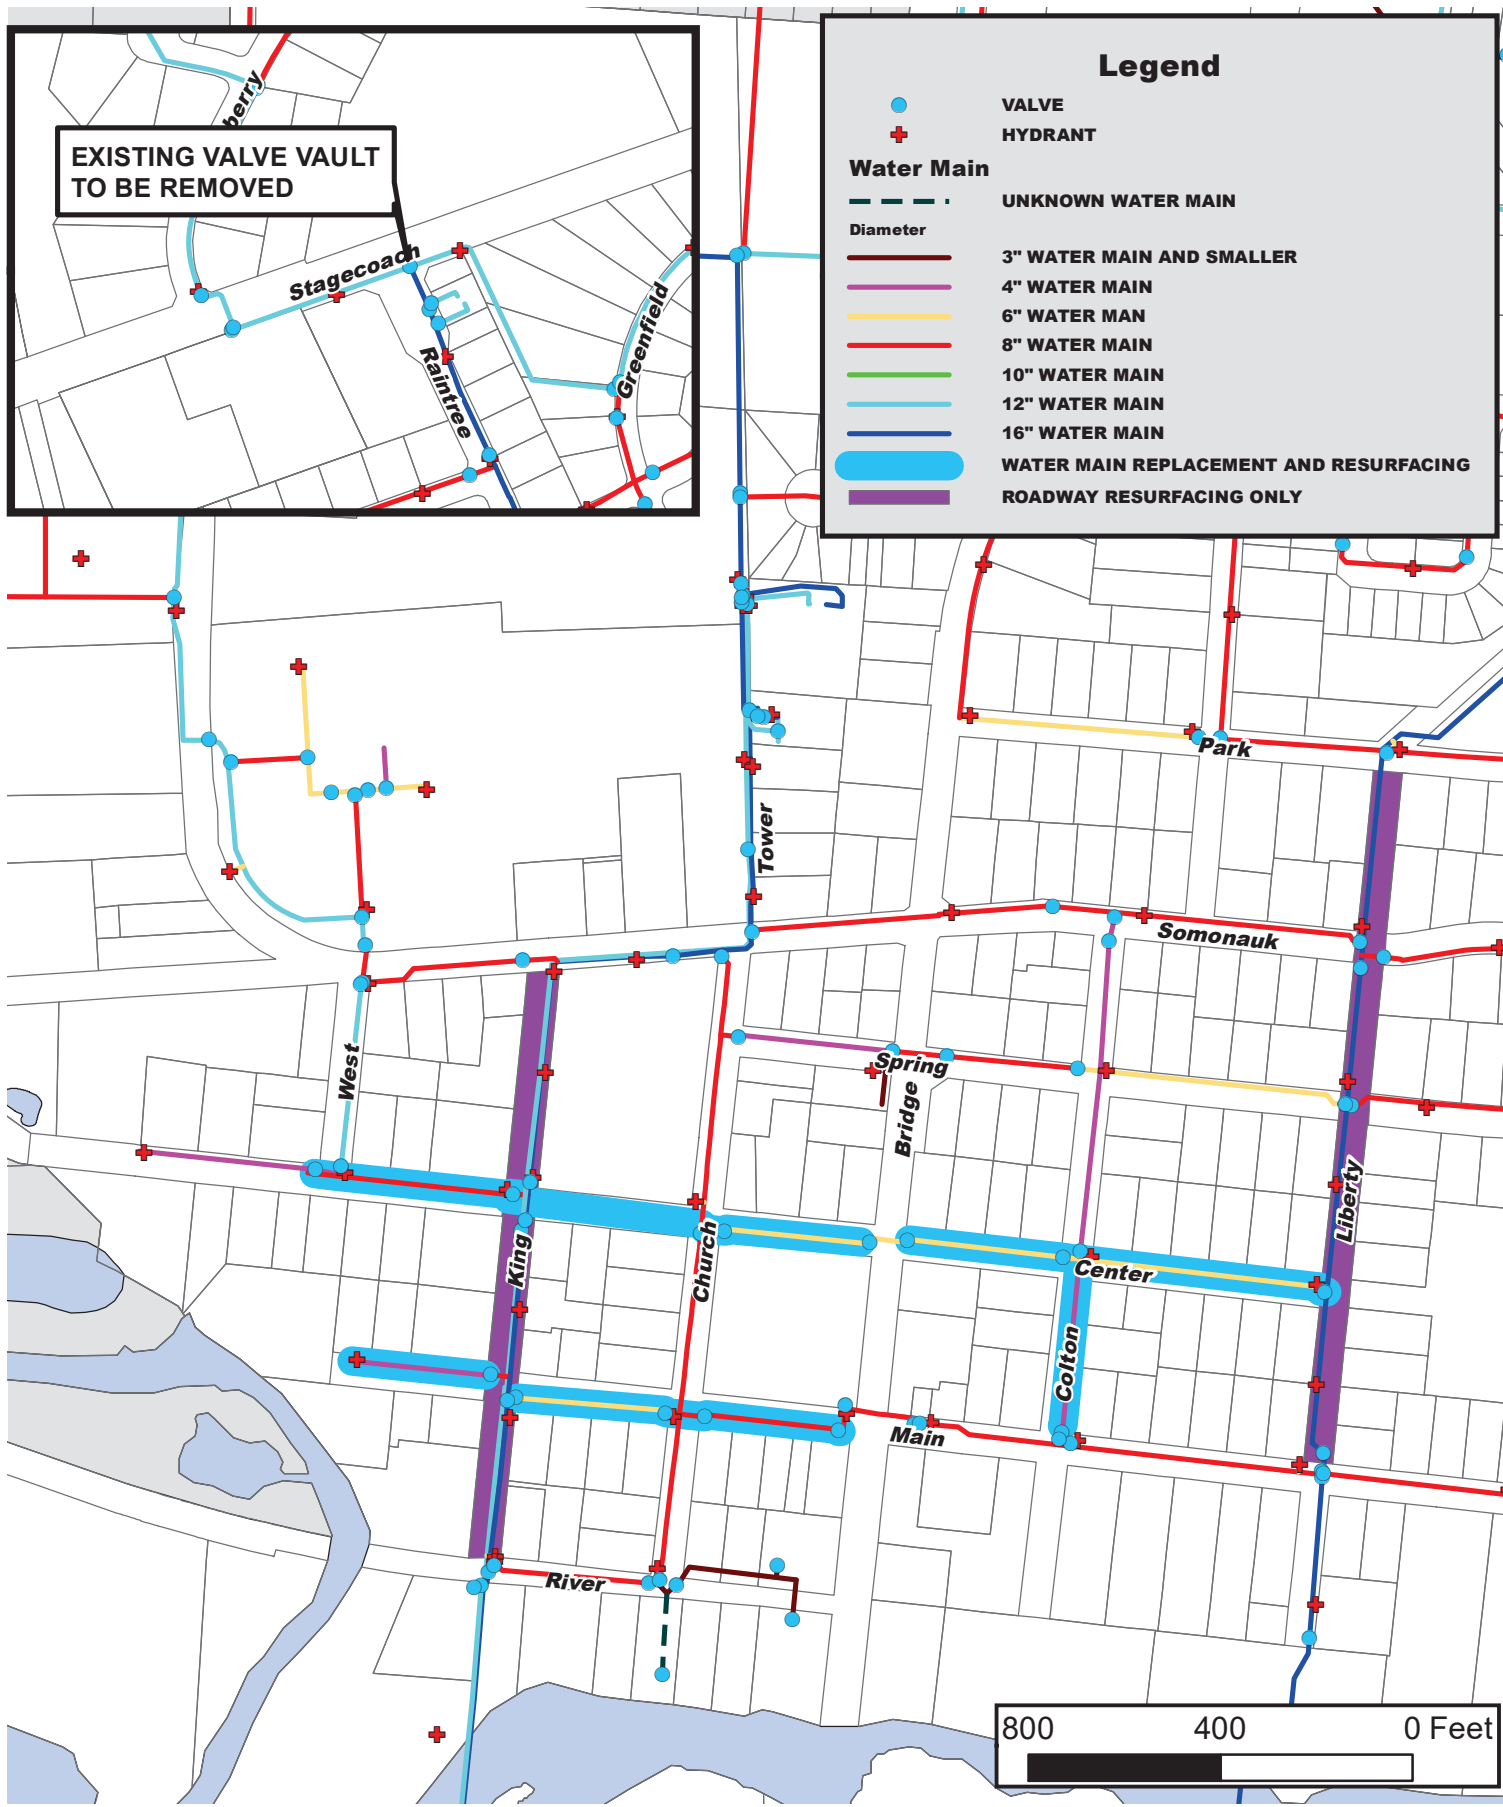 berry
EXISTING VALVE VAULT
TO BE REMOVED
Stagecoach
Raintree
Greenfield
Legend
VALVE
HYDRANT
Water Main
UNKNOWN WATER MAIN
Diameter
3" WATER MAIN AND SMALLER
4" WATER MAIN
6" WATER MAN
8" WATER MAIN
10" WATER MAIN
12" WATER MAIN
16" WATER MAIN
WATER MAIN REPLACEMENT AND RESURFACING
ROADWAY RESURFACING ONLY
Park
Tower
Somonauk
West
Spring
Bridge
Liberty
King
Church
Center
Colton
Main
River
800 400 0 Feet